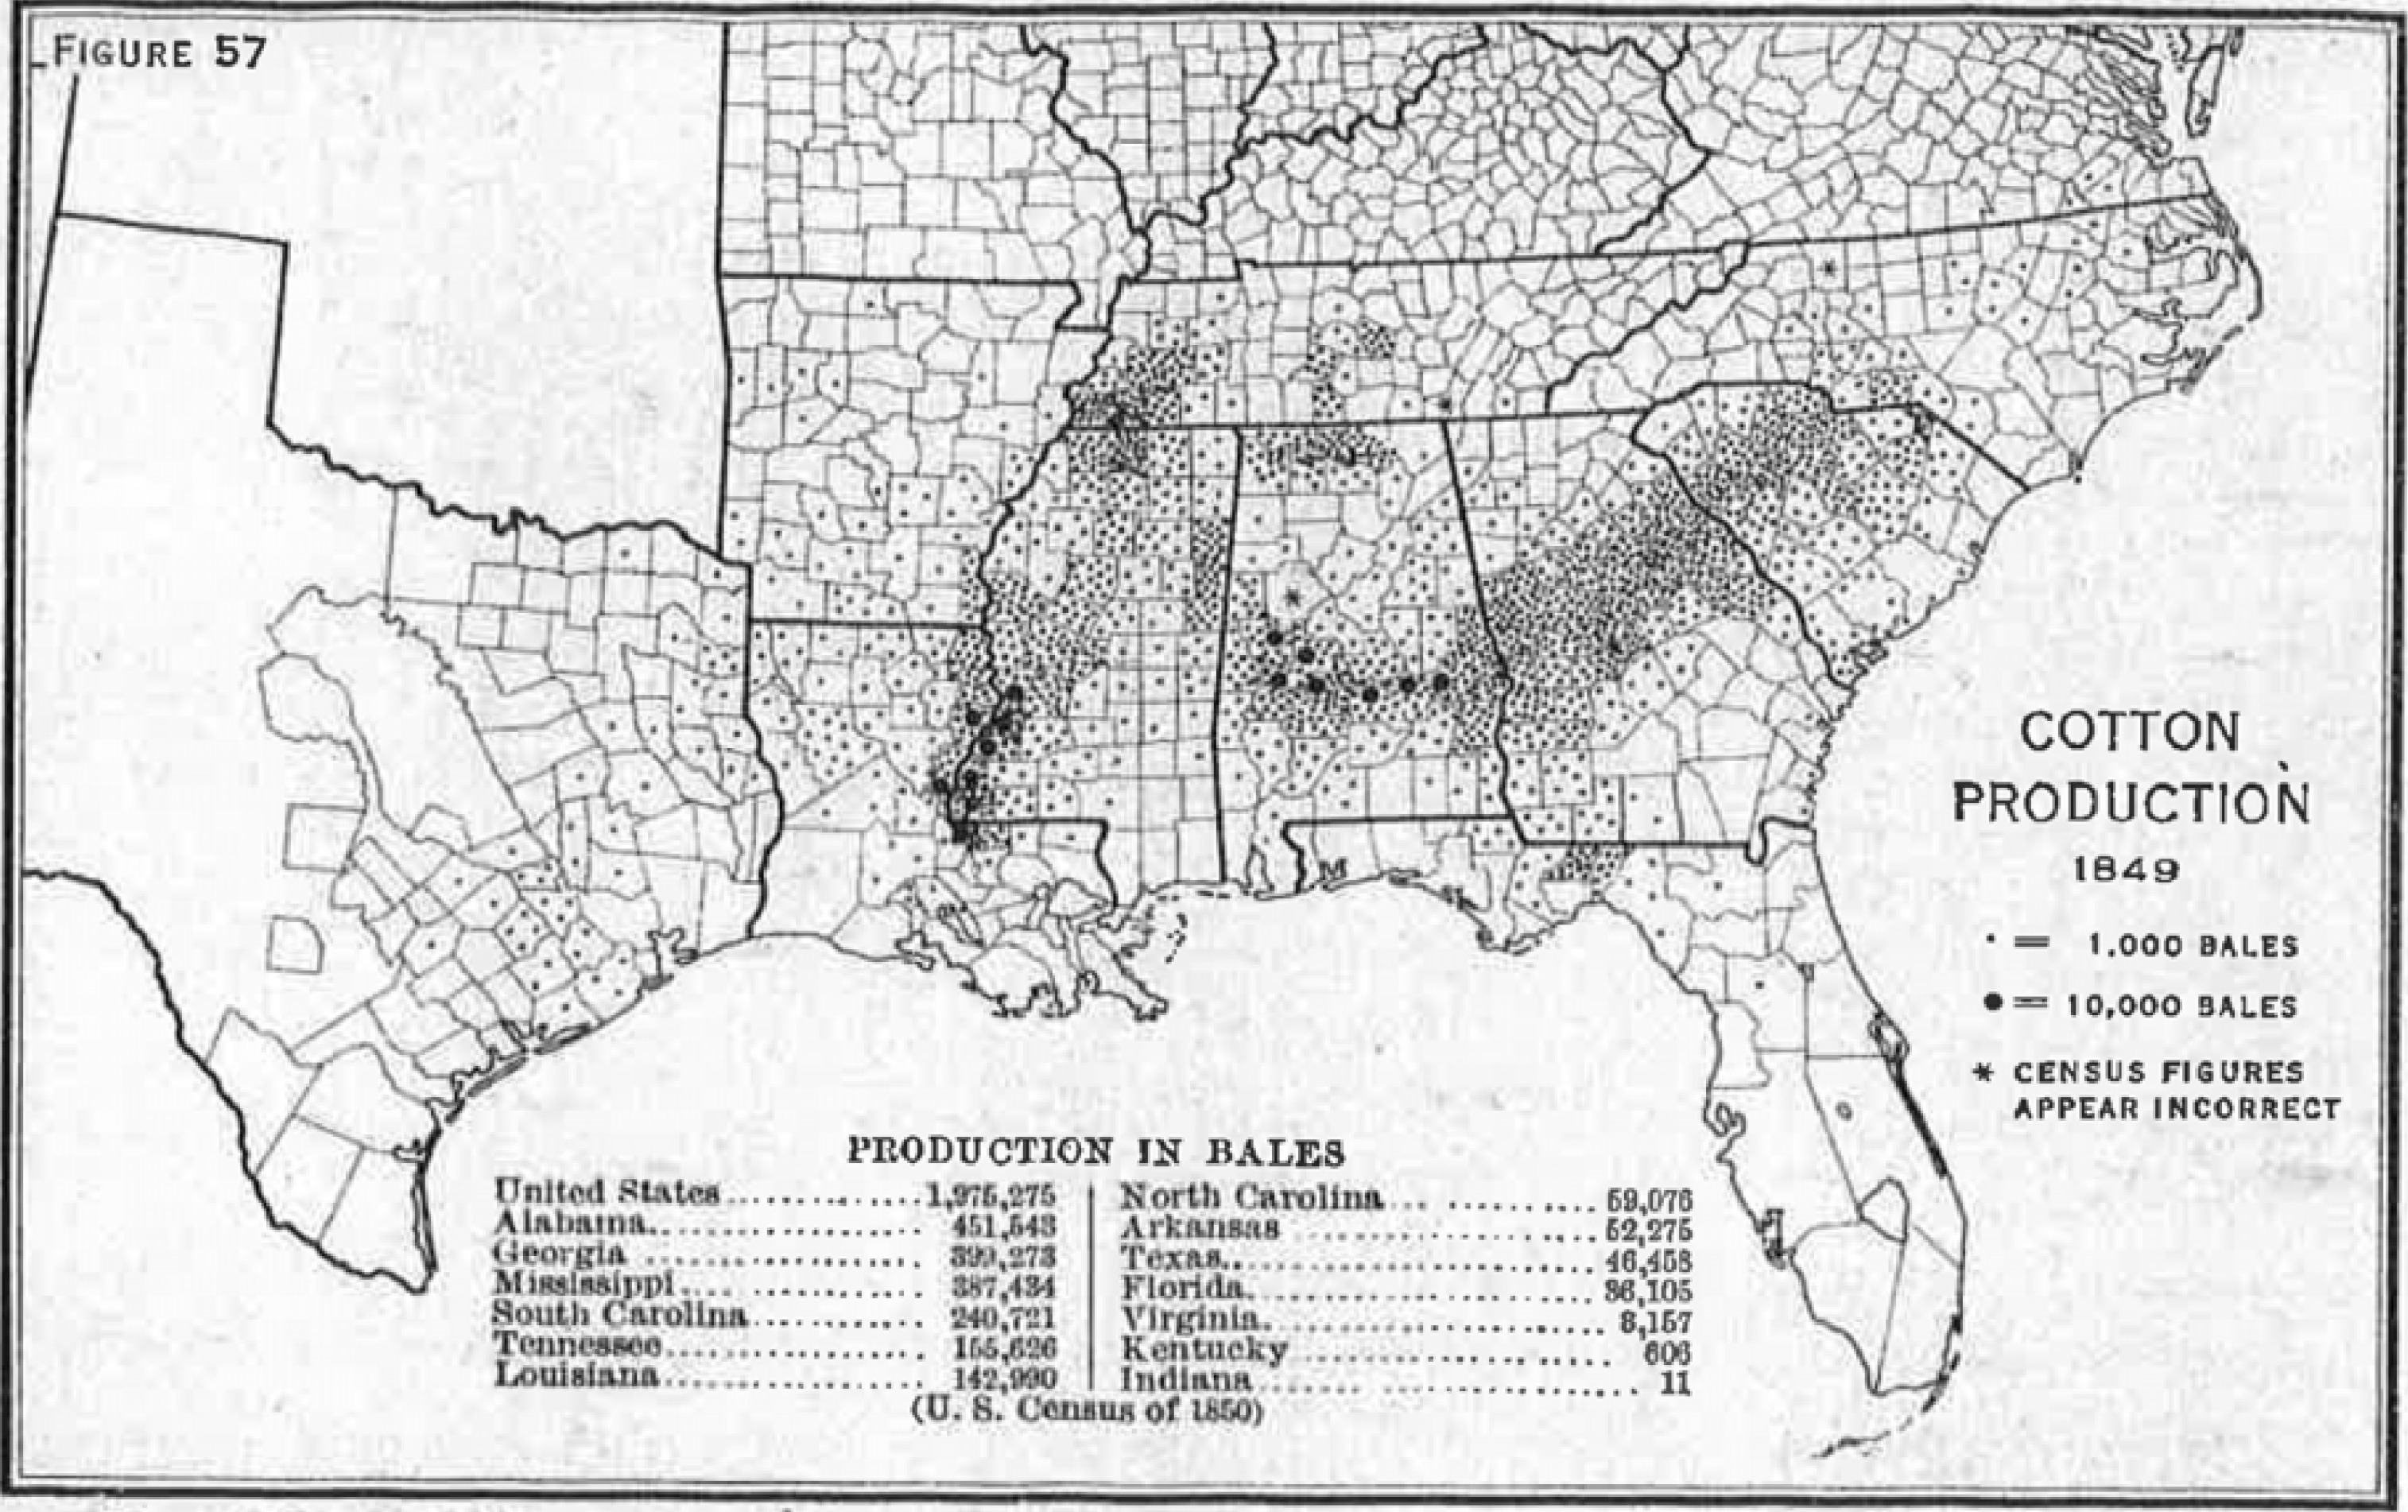 FIGURE 57
COTTON
PRODUCTION
1849
• = 1,000 BALES
● = 10,000 BALES
* CENSUS FIGURES
APPEAR INCORRECT
PRODUCTION IN BALES
United States .............. 1,975,275
Alabama .............. 451,543
Georgia .............. 399,273
Mississippi .............. 387,434
South Carolina .............. 240,721
Tennessee .............. 155,626
Louisiana .............. 142,990
North Carolina .............. 59,076
Arkansas .............. 52,275
Texas .............. 46,458
Florida .............. 36,105
Virginia .............. 3,157
Kentucky .............. 606
Indiana .............. 11
(U. S. Census of 1850)